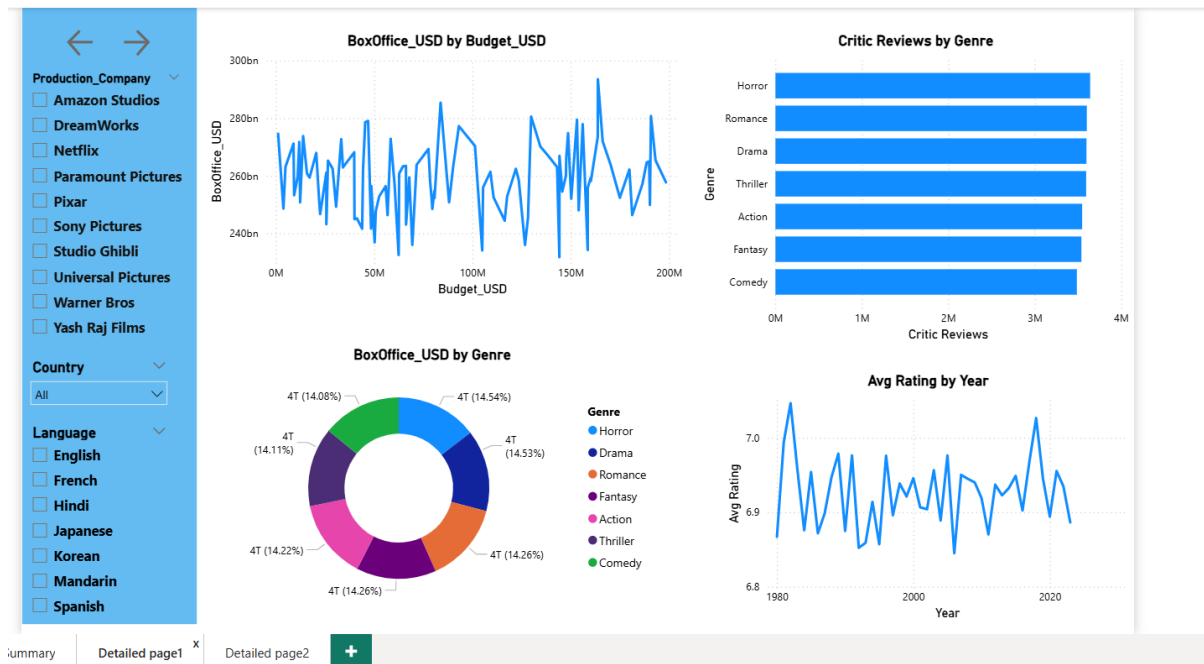 Production_Company
Amazon Studios
DreamWorks
Netflix
Paramount Pictures
Pixar
Sony Pictures
Studio Ghibli
Universal Pictures
Warner Bros
Yash Raj Films
Country
All
Language
English
French
Hindi
Japanese
Korean
Mandarin
Spanish
BoxOffice_USD by Budget_USD
BoxOffice_USD
300bn
280bn
260bn
240bn
0M
50M
100M
150M
200M
Budget_USD
Critic Reviews by Genre
Genre
Horror
Romance
Drama
Thriller
Action
Fantasy
Comedy
0M
1M
2M
3M
4M
Critic Reviews
BoxOffice_USD by Genre
4T (14.08%)
4T (14.54%)
4T
(14.11%)
4T
(14.53%)
4T (14.22%)
4T (14.26%)
4T (14.26%)
Genre
Horror
Drama
Romance
Fantasy
Action
Thriller
Comedy
Avg Rating by Year
Avg Rating
7.0
6.9
6.8
1980
2000
2020
Year
Summary
Detailed page1
x
Detailed page2
+